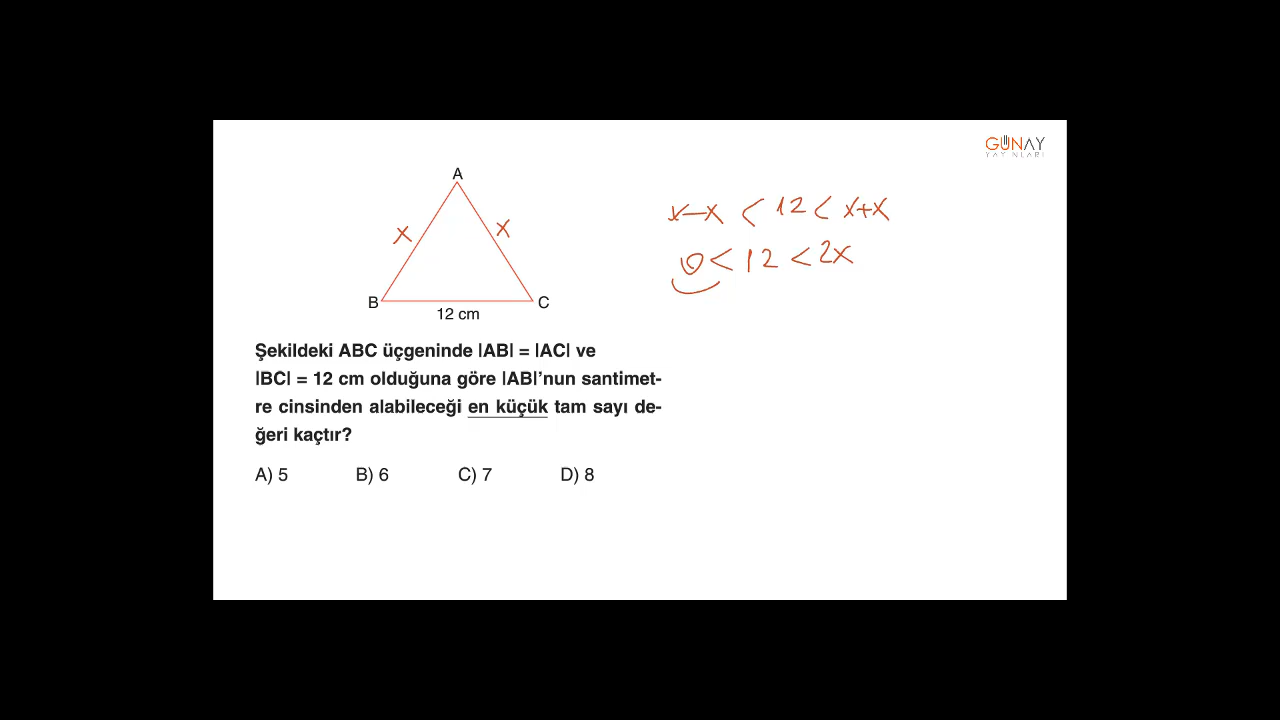 GÜNAY
YAYINLARI
A
x
x
B
C
12 cm
x-x < 12 < x+x
0 < 12 < 2x
Şekildeki ABC üçgeninde |AB| = |AC| ve
|BC| = 12 cm olduğuna göre |AB|'nun santimet-
re cinsinden alabileceği en küçük tam sayı de-
ğeri kaçtır?
A) 5 B) 6 C) 7 D) 8